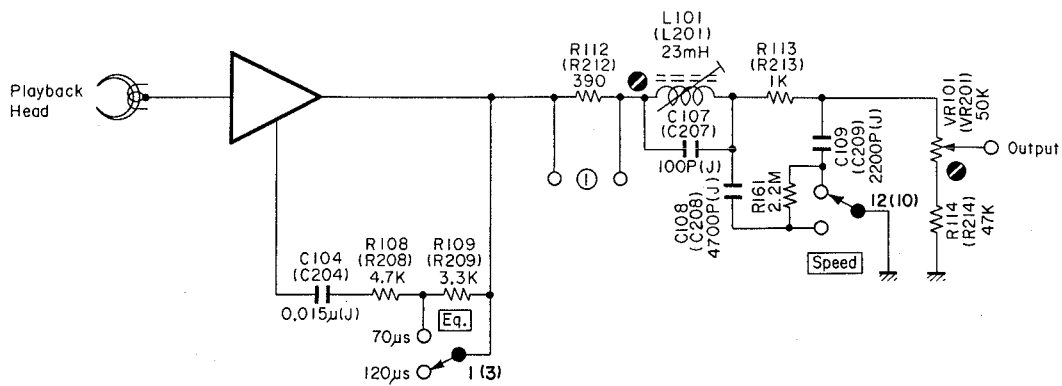 Playback
Head
R112
(R212)
390
L101
(L201)
23mH
R113
(R213)
1K
C107
(C207)
100P(J)
C108
(C208)
4700P(J)
R161
2.2M
C109
(C209)
2200P(J)
VR101
(VR201)
50K
Output
R114
(R214)
47K
12(10)
Speed
1
C104
(C204)
0.015µ(J)
R108
(R208)
4.7K
R109
(R209)
3.3K
Eq.
70µs
120µs
1(3)